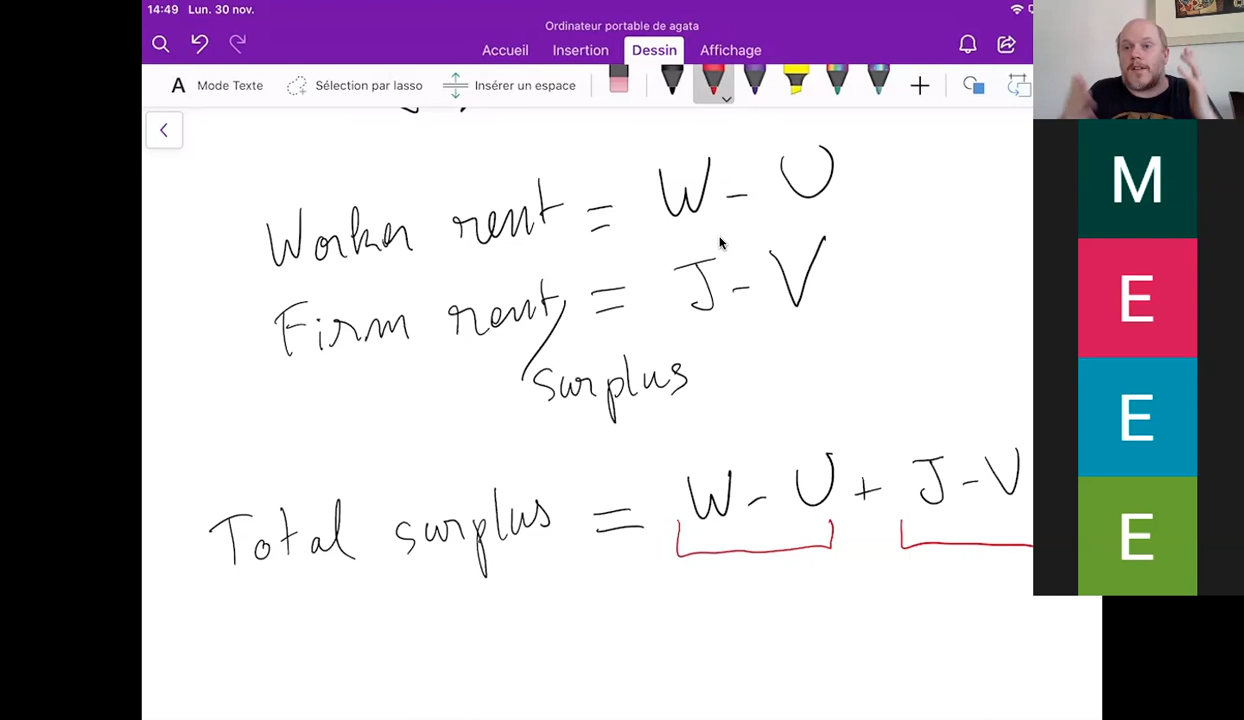 14:49 Lun. 30 nov.
Ordinateur portable de agata
Accueil Insertion Dessin Affichage
A Mode Texte Sélection par lasso Insérer un espace
Worker rent = W - U
Firm rent = J - V
surplus
Total surplus = W - U + J - V
M
E
E
E